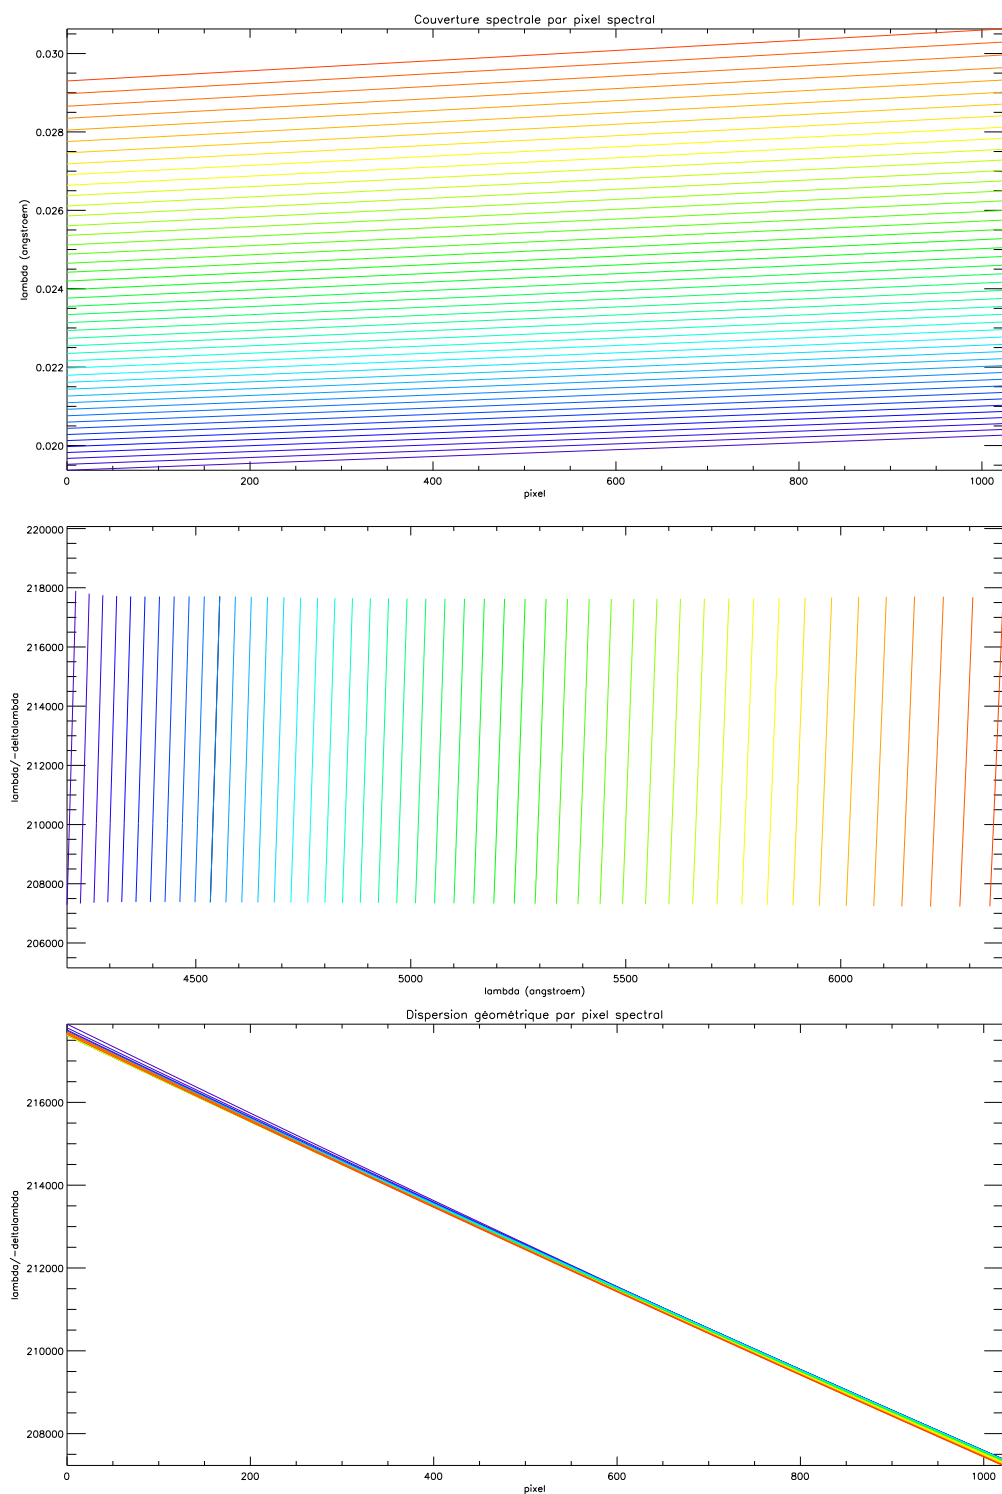 Couverture spectrale par pixel spectral
lambda (angstroem)
0.030
0.028
0.026
0.024
0.022
0.020
0 200 400 600 800 1000
pixel
lambda/-deltalambda
220000
218000
216000
214000
212000
210000
208000
206000
4500 5000 5500 6000
lambda (angstroem)
Dispersion géométrique par pixel spectral
lambda/-deltalambda
216000
214000
212000
210000
208000
0 200 400 600 800 1000
pixel